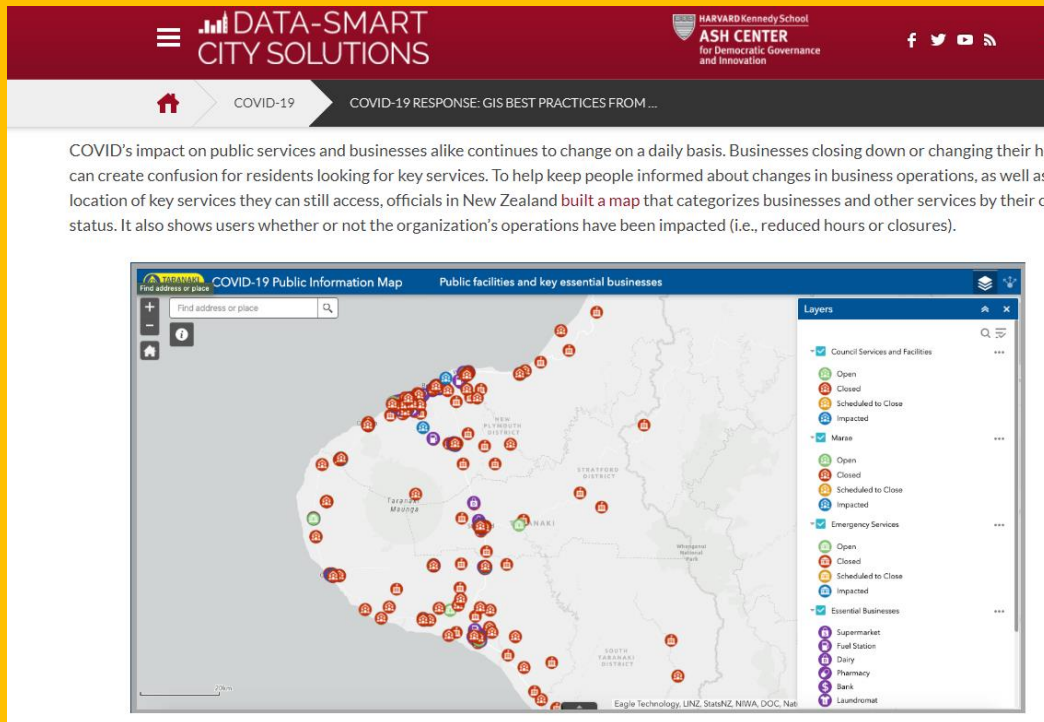 DATA-SMART
CITY SOLUTIONS
HARVARD Kennedy School
ASH CENTER
for Democratic Governance
and Innovation
COVID-19
COVID-19 RESPONSE: GIS BEST PRACTICES FROM ...
COVID's impact on public services and businesses alike continues to change on a daily basis. Businesses closing down or changing their h
can create confusion for residents looking for key services. To help keep people informed about changes in business operations, as well as
location of key services they can still access, officials in New Zealand built a map that categorizes businesses and other services by their o
status. It also shows users whether or not the organization's operations have been impacted (i.e., reduced hours or closures).
TARANAKI
COVID-19 Public Information Map
Public facilities and key essential businesses
Find address or place
Find address or place
Layers
Council Services and Facilities
Open
Closed
Scheduled to Close
Impacted
Marae
Open
Closed
Scheduled to Close
Impacted
Emergency Services
Open
Closed
Scheduled to Close
Impacted
Essential Businesses
Supermarket
Fuel Station
Dairy
Pharmacy
Bank
Laundromat
NEW
PLYMOUTH
DISTRICT
STRATFORD
DISTRICT
Taranaki
Maunga
Whanganui
National
Park
SOUTH
TARANAKI
DISTRICT
20km
Eagle Technology, LINZ, StatsNZ, NIWA, DOC, Nat